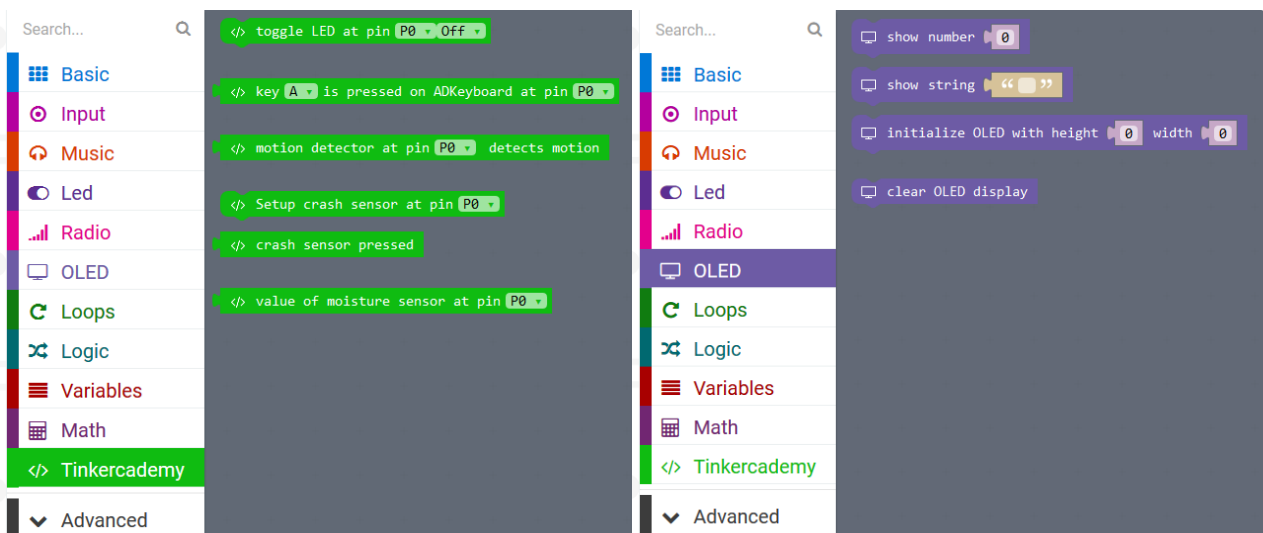 Search...
Basic
Input
Music
Led
Radio
OLED
Loops
Logic
Variables
Math
Tinkercademy
Advanced
toggle LED at pin P0 Off
key A is pressed on ADKeyboard at pin P0
motion detector at pin P0 detects motion
Setup crash sensor at pin P0
crash sensor pressed
value of moisture sensor at pin P0
Search...
Basic
Input
Music
Led
Radio
OLED
Loops
Logic
Variables
Math
Tinkercademy
Advanced
show number 0
show string “ ”
initialize OLED with height 0 width 0
clear OLED display